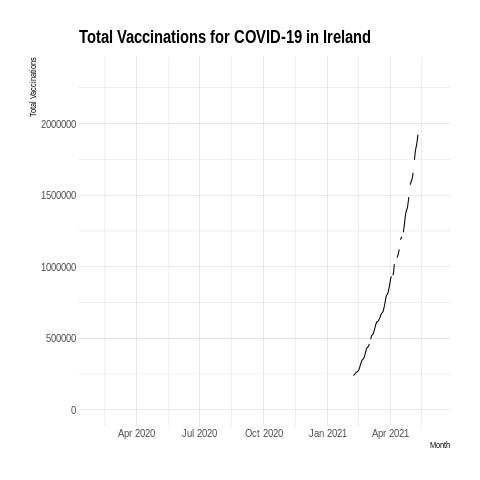 Total Vaccinations for COVID-19 in Ireland
Total Vaccinations
2000000
1500000
1000000
500000
0
Apr 2020 Jul 2020 Oct 2020 Jan 2021 Apr 2021
Month